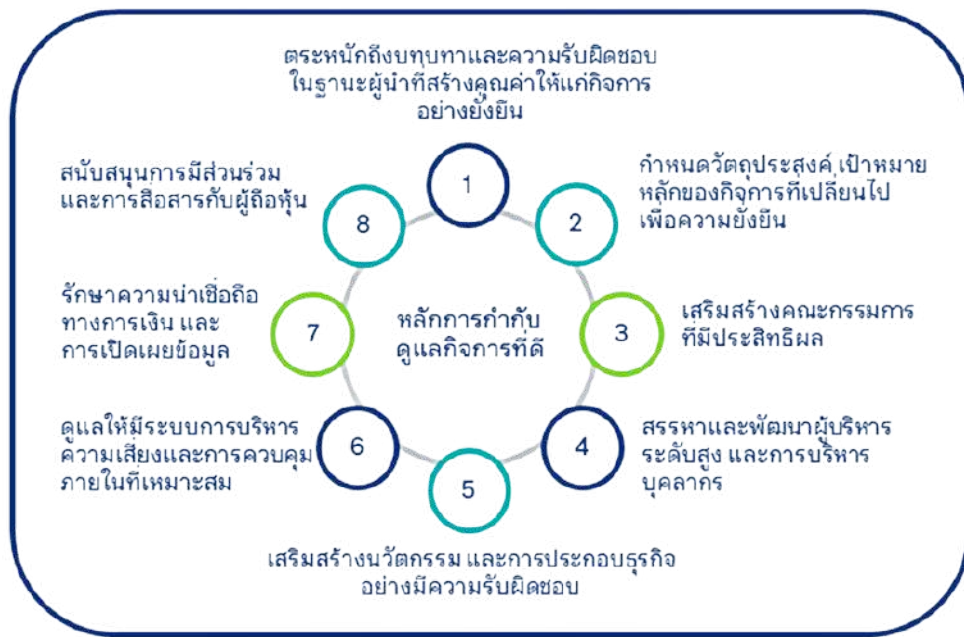 ตระหนักถึงบทบทาและความรับผิดชอบ
ในฐานะผู้นำที่สร้างคุณค่าให้แก่กิจการ
อย่างยั่งยืน
1
กำหนดวัตถุประสงค์ เป้าหมาย
หลักของกิจการที่เปลี่ยนไป
เพื่อความยั่งยืน
2
เสริมสร้างคณะกรรมการ
ที่มีประสิทธิผล
3
สรรหาและพัฒนาผู้บริหาร
ระดับสูง และการบริหาร
บุคลากร
4
5
เสริมสร้างนวัตกรรม และการประกอบธุรกิจ
อย่างมีความรับผิดชอบ
ดูแลให้มีระบบการบริหาร
ความเสี่ยงและการควบคุม
ภายในที่เหมาะสม
6
รักษาความน่าเชื่อถือ
ทางการเงิน และ
การเปิดเผยข้อมูล
7
สนับสนุนการมีส่วนร่วม
และการสื่อสารกับผู้ถือหุ้น
8
หลักการกำกับ
ดูแลกิจการที่ดี